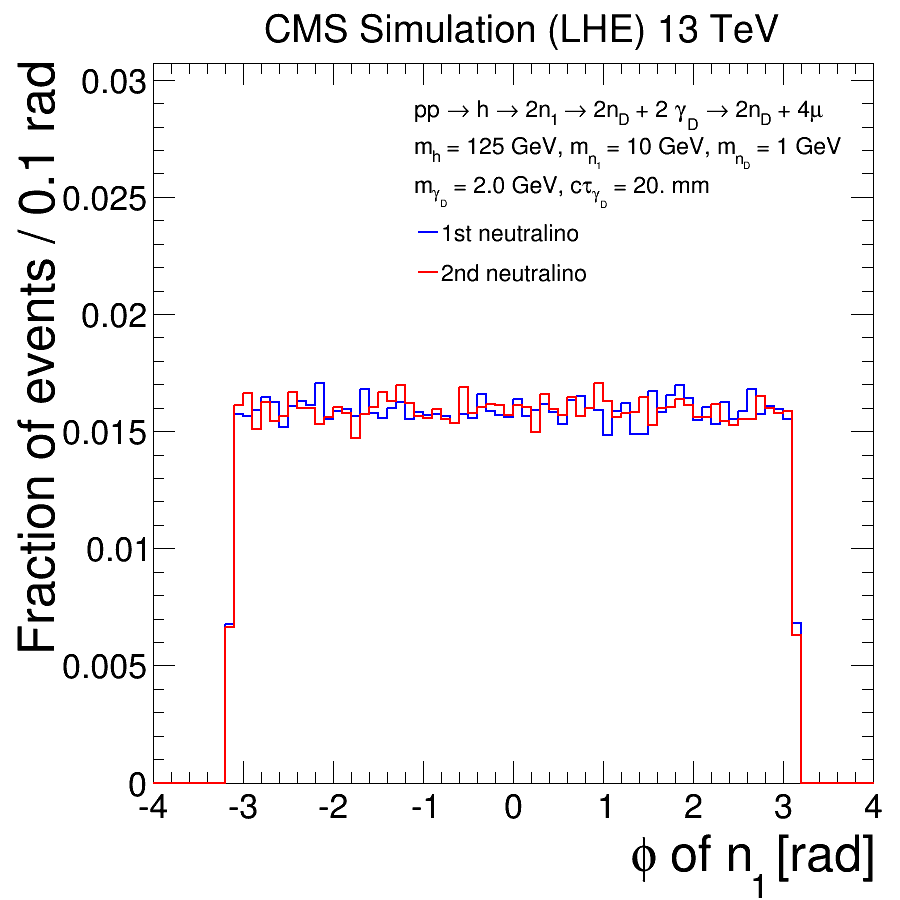 CMS Simulation (LHE) 13 TeV
Fraction of events / 0.1 rad
0.03
0.025
0.02
0.015
0.01
0.005
0
pp → h → 2n1 → 2nD + 2 γD → 2nD + 4μ
mh = 125 GeV, mn1 = 10 GeV, mnD = 1 GeV
mγD = 2.0 GeV, cτγD = 20. mm
1st neutralino
2nd neutralino
-4 -3 -2 -1 0 1 2 3 4
ϕ of n1 [rad]